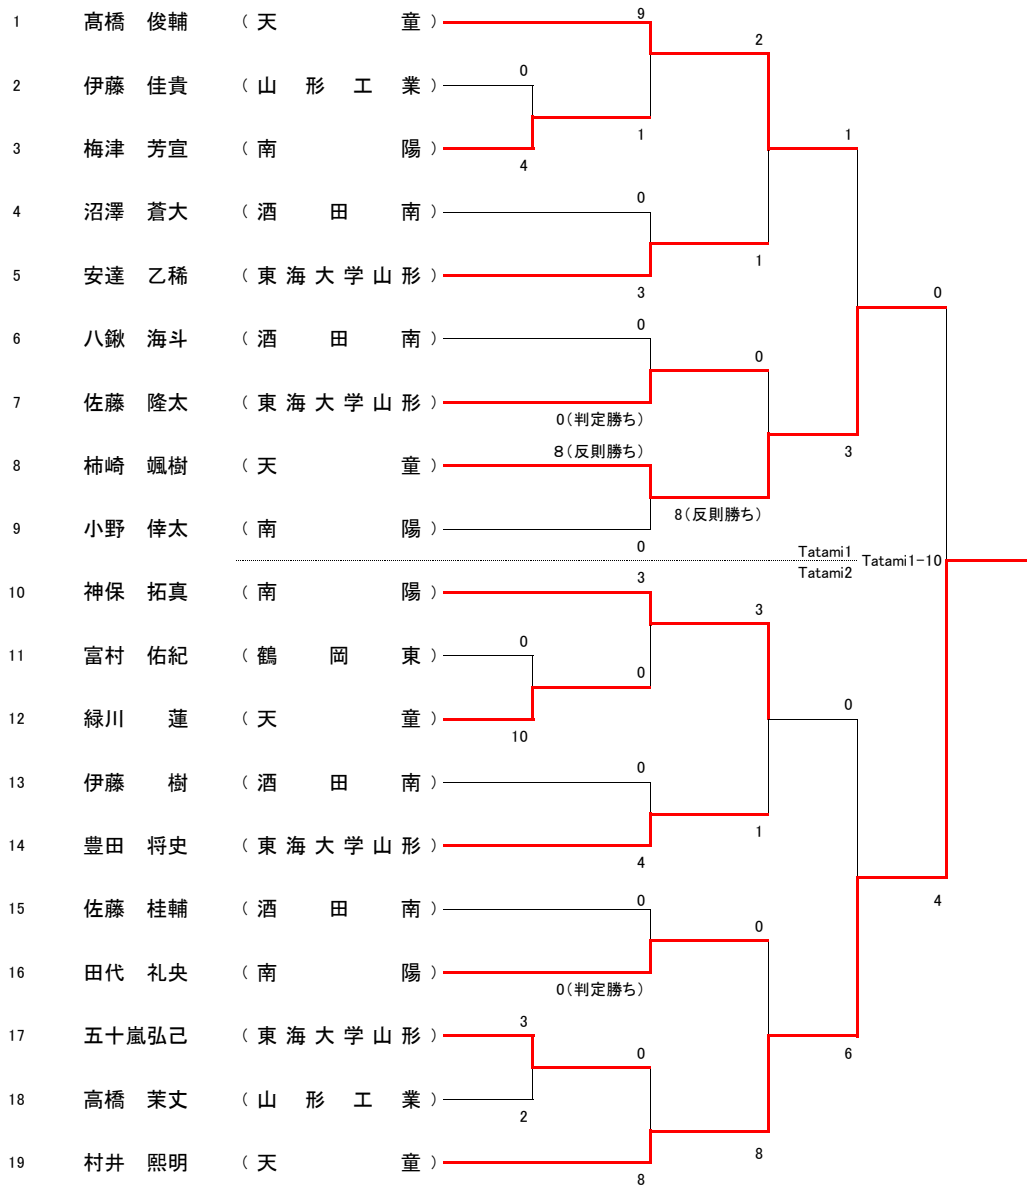 1 髙橋 俊輔 （天童） 9
2
2 伊藤 佳貴 （山形工業） 0
3 梅津 芳宣 （南陽） 4
1
1
4 沼澤 蒼大 （酒田南） 0
5 安達 乙稀 （東海大学山形） 3
1
0
6 八鍬 海斗 （酒田南） 0
0
7 佐藤 隆太 （東海大学山形） 0（判定勝ち）
8 柿崎 颯樹 （天童） 8（反則勝ち）
3
8（反則勝ち）
9 小野 倖太 （南陽） 0
Tatami1
Tatami1-10
Tatami2
10 神保 拓真 （南陽） 3
3
11 富村 佑紀 （鶴岡東） 0
0
12 緑川 蓮 （天童） 10
0
13 伊藤 樹 （酒田南） 0
1
14 豊田 将史 （東海大学山形） 4
15 佐藤 桂輔 （酒田南） 0
4
0
16 田代 礼央 （南陽） 0（判定勝ち）
17 五十嵐弘己 （東海大学山形） 3
0
6
18 高橋 茉丈 （山形工業） 2
8
19 村井 熙明 （天童） 8